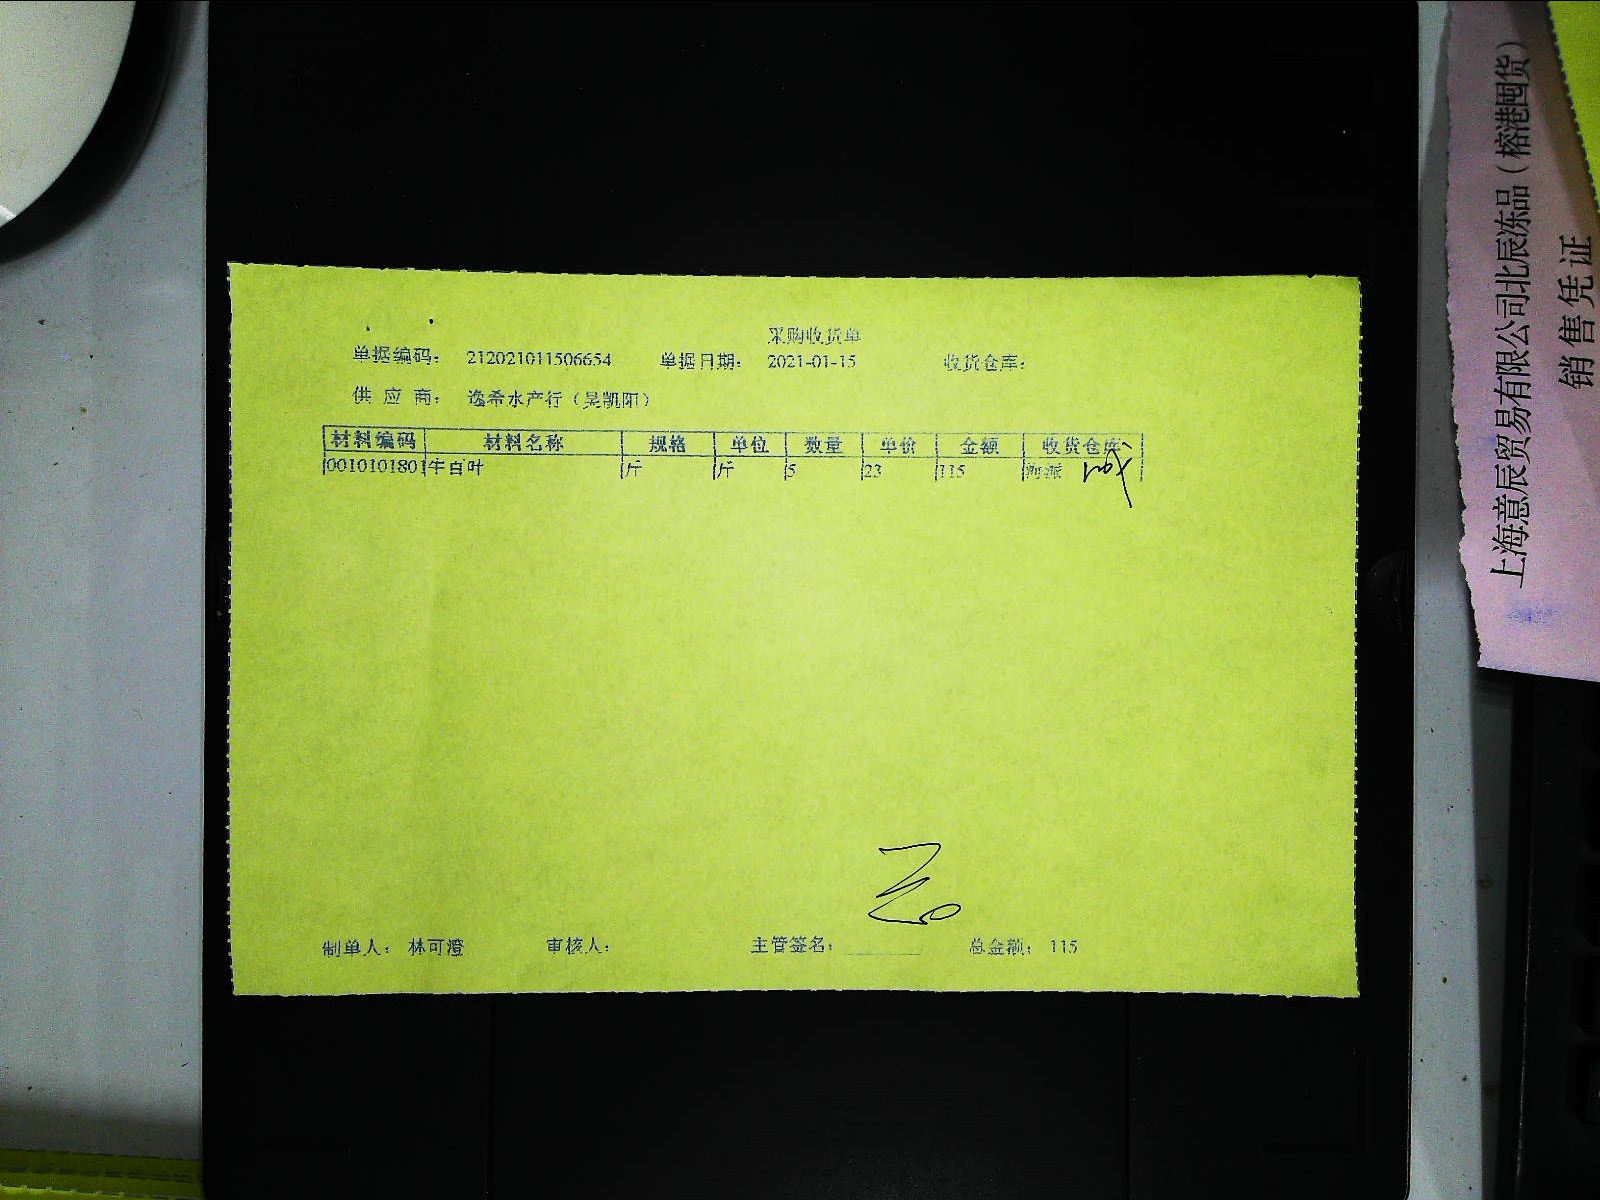 采购收货单
单据编码： 212021011506654 单据日期： 2021-01-15 收货仓库：
供 应 商： 逸希水产行（吴凯阳）
材料编码 材料名称 规格 单位 数量 单价 金额 收货仓库
0010101801 牛百叶 斤 斤 5 23 115 海派
制单人： 林可澄 审核人： 主管签名： 总金额： 115
上海意辰贸易有限公司北辰冻品（榕港囤货）
销售凭证